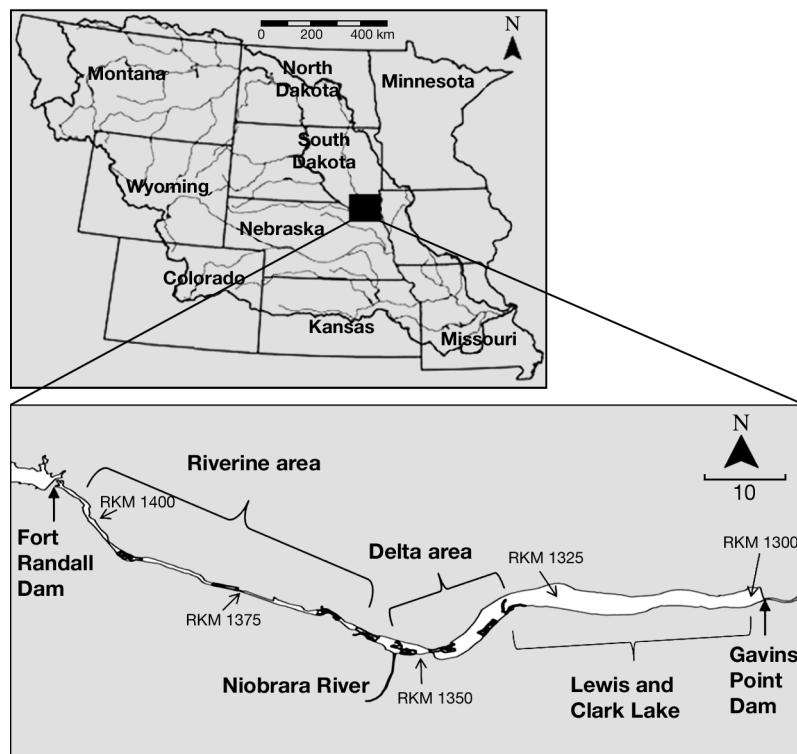 0 200 400 km
N
Montana
North
Dakota
Minnesota
South
Dakota
Wyoming
Nebraska
Colorado
Kansas
Missouri
N
10
Riverine area
RKM 1400
Fort
Randall
Dam
Delta area
RKM 1325
RKM 1300
RKM 1375
Niobrara River
RKM 1350
Lewis and
Clark Lake
Gavins
Point
Dam